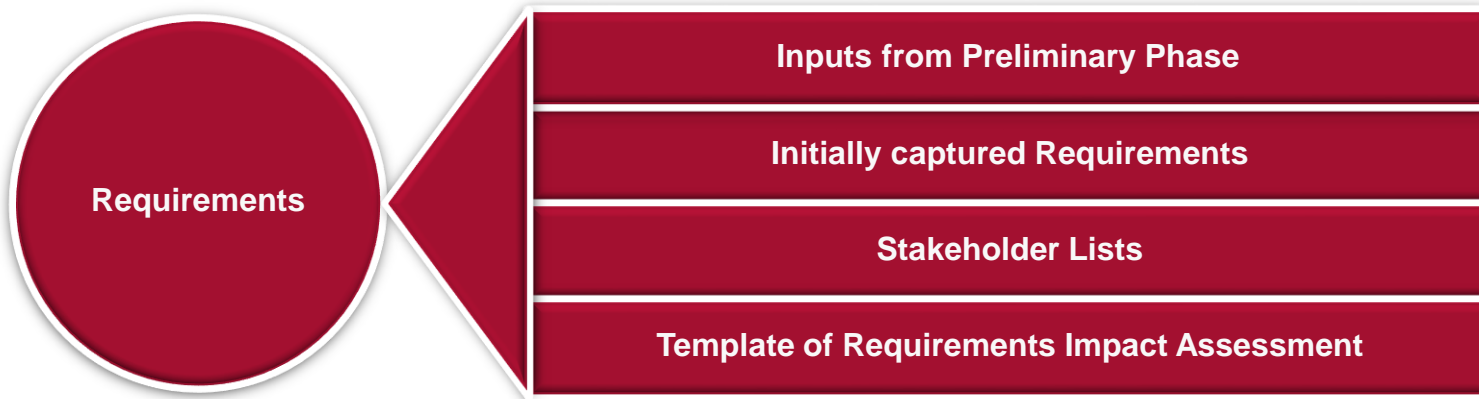 Requirements
Inputs from Preliminary Phase
Initially captured Requirements
Stakeholder Lists
Template of Requirements Impact Assessment